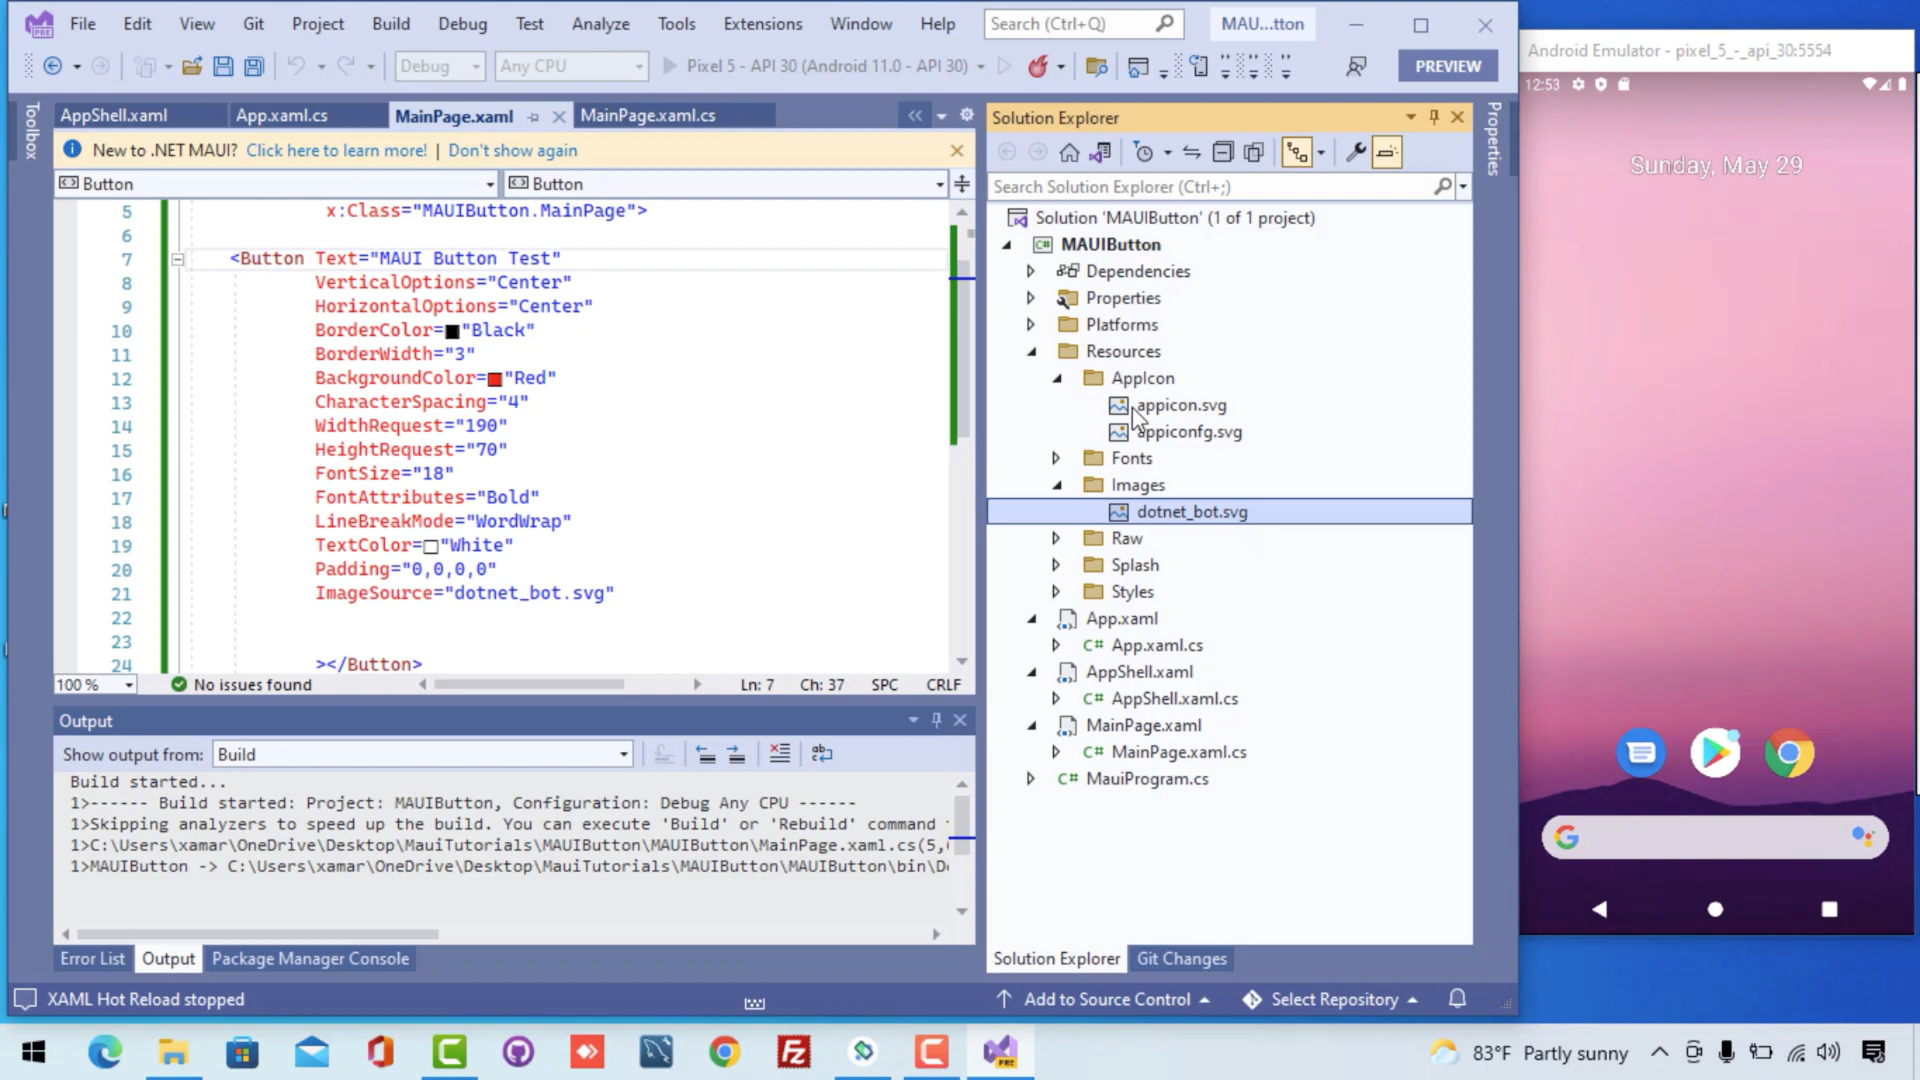 File Edit View Git Project Build Debug Test Analyze Tools Extensions Window Help Search (Ctrl+Q) MAU...tton
Debug Any CPU Pixel 5 - API 30 (Android 11.0 - API 30) PREVIEW
Toolbox
AppShell.xaml App.xaml.cs MainPage.xaml MainPage.xaml.cs
New to .NET MAUI? Click here to learn more! | Don't show again
Button Button
5 x:Class="MAUIButton.MainPage">
6
7 <Button Text="MAUI Button Test"
8 VerticalOptions="Center"
9 HorizontalOptions="Center"
10 BorderColor="Black"
11 BorderWidth="3"
12 BackgroundColor="Red"
13 CharacterSpacing="4"
14 WidthRequest="190"
15 HeightRequest="70"
16 FontSize="18"
17 FontAttributes="Bold"
18 LineBreakMode="WordWrap"
19 TextColor="White"
20 Padding="0,0,0,0"
21 ImageSource="dotnet_bot.svg"
22
23
24 ></Button>
100 % No issues found Ln: 7 Ch: 37 SPC CRLF
Output
Show output from: Build
Build started...
1>------ Build started: Project: MAUIButton, Configuration: Debug Any CPU ------
1>Skipping analyzers to speed up the build. You can execute 'Build' or 'Rebuild' command
1>C:\Users\xamar\OneDrive\Desktop\MauiTutorials\MAUIButton\MAUIButton\MainPage.xaml.cs(5,
1>MAUIButton -> C:\Users\xamar\OneDrive\Desktop\MauiTutorials\MAUIButton\MAUIButton\bin\D
Error List Output Package Manager Console
Solution Explorer
Search Solution Explorer (Ctrl+;)
Solution 'MAUIButton' (1 of 1 project)
C# MAUIButton
Dependencies
Properties
Platforms
Resources
AppIcon
appicon.svg
appiconfg.svg
Fonts
Images
dotnet_bot.svg
Raw
Splash
Styles
App.xaml
C# App.xaml.cs
AppShell.xaml
C# AppShell.xaml.cs
MainPage.xaml
C# MainPage.xaml.cs
C# MauiProgram.cs
Solution Explorer Git Changes
Properties
XAML Hot Reload stopped Add to Source Control Select Repository
Android Emulator - pixel_5_-_api_30:5554
12:53
Sunday, May 29
83°F Partly sunny